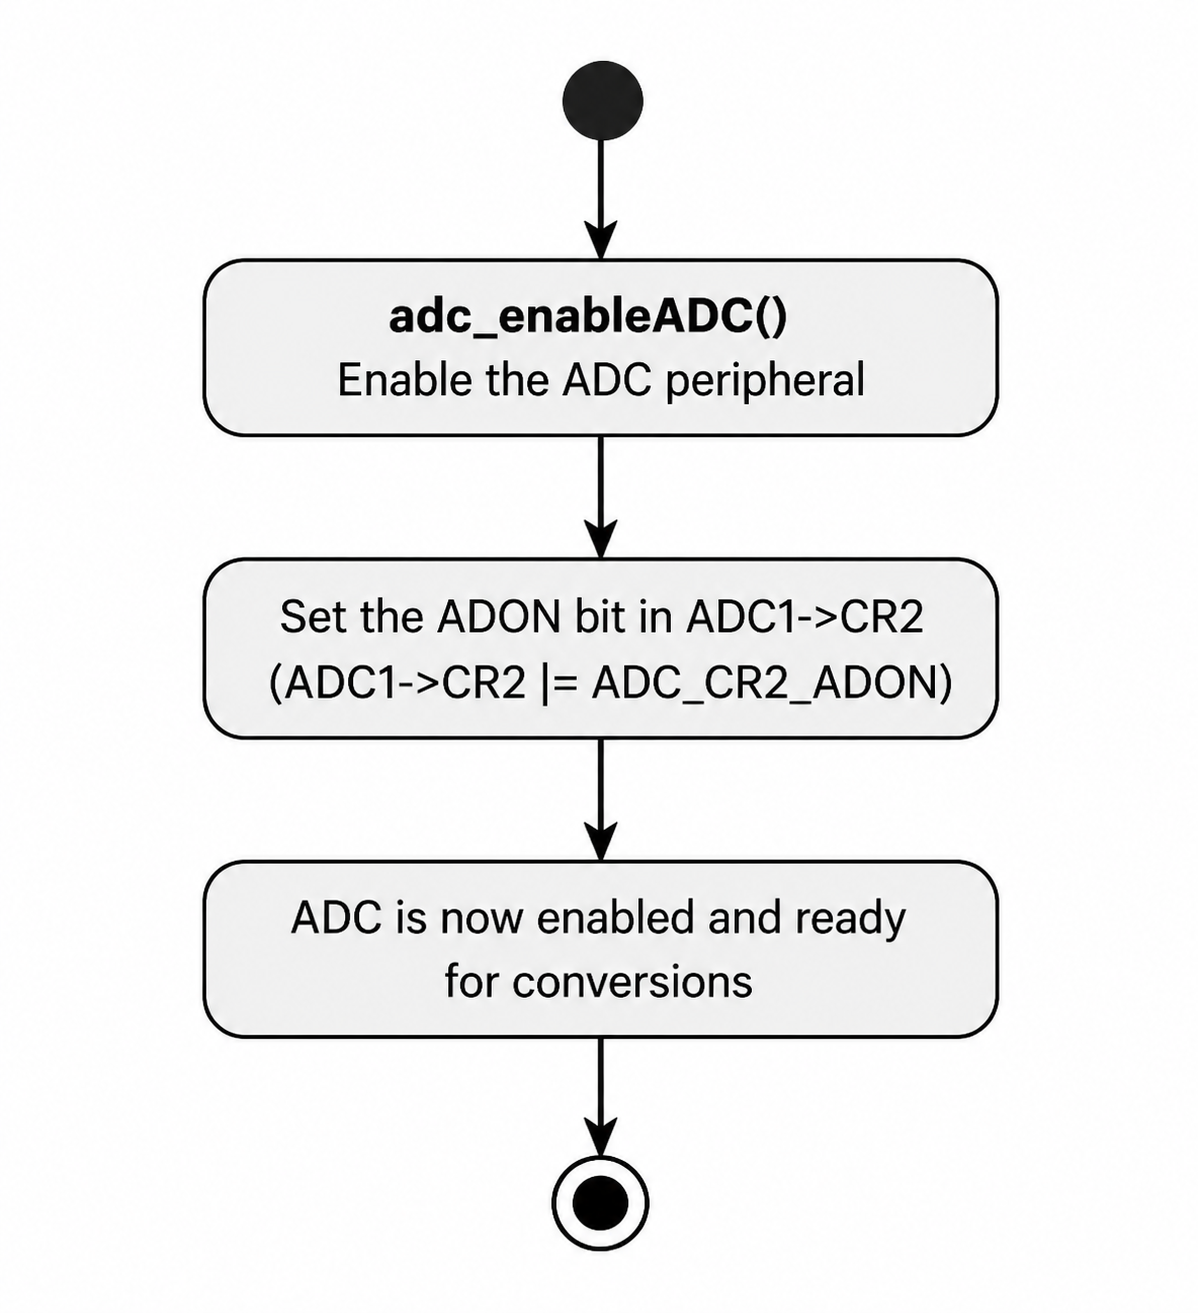 adc_enableADC()
Enable the ADC peripheral
Set the ADON bit in ADC1->CR2
(ADC1->CR2 |= ADC_CR2_ADON)
ADC is now enabled and ready
for conversions